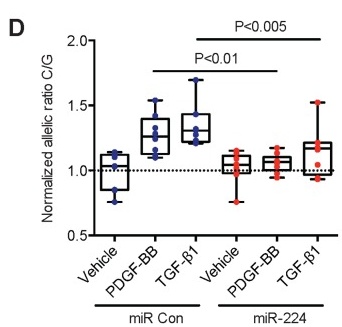 D
P<0.005
P<0.01
Normalized allelic ratio C/G
2.0
1.5
1.0
0.5
Vehicle
PDGF-BB
TGF-β1
Vehicle
PDGF-BB
TGF-β1
miR Con
miR-224